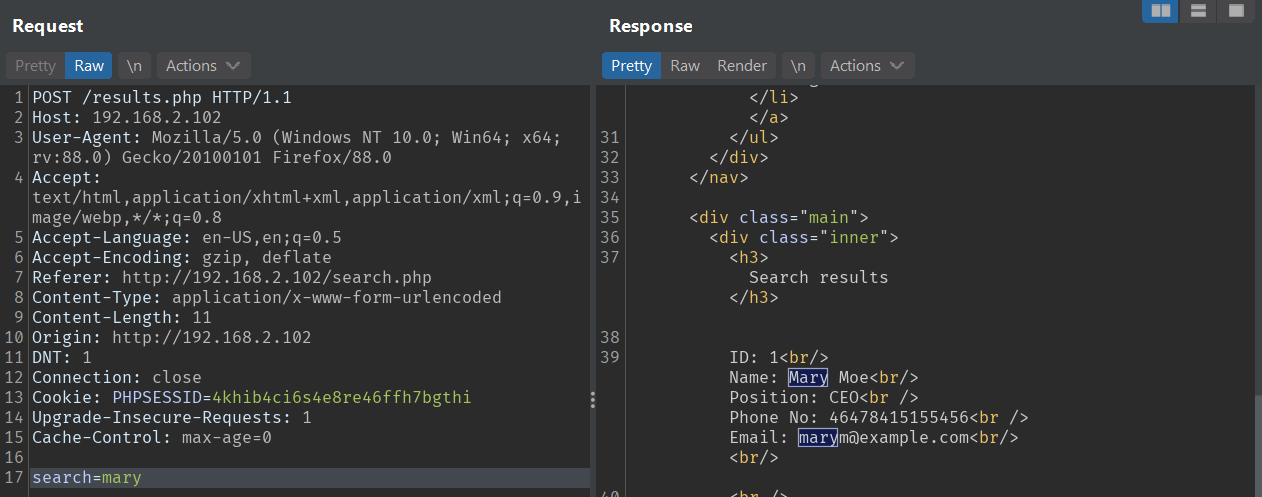 Request
Pretty Raw \n Actions
1 POST /results.php HTTP/1.1
2 Host: 192.168.2.102
3 User-Agent: Mozilla/5.0 (Windows NT 10.0; Win64; x64;
rv:88.0) Gecko/20100101 Firefox/88.0
4 Accept:
text/html,application/xhtml+xml,application/xml;q=0.9,i
mage/webp,*/*;q=0.8
5 Accept-Language: en-US,en;q=0.5
6 Accept-Encoding: gzip, deflate
7 Referer: http://192.168.2.102/search.php
8 Content-Type: application/x-www-form-urlencoded
9 Content-Length: 11
10 Origin: http://192.168.2.102
11 DNT: 1
12 Connection: close
13 Cookie: PHPSESSID=4khib4ci6s4e8re46ffh7bgthi
14 Upgrade-Insecure-Requests: 1
15 Cache-Control: max-age=0
16
17 search=mary
Response
Pretty Raw Render \n Actions
</li>
</a>
31 </ul>
32 </div>
33 </nav>
34
35 <div class="main">
36 <div class="inner">
37 <h3>
Search results
</h3>
38
39 ID: 1<br/>
Name: Mary Moe<br/>
Position: CEO<br />
Phone No: 46478415155456<br />
Email: marym@example.com<br/>
<br/>
40 <br />